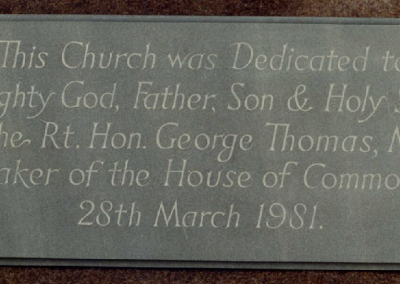 This Church was Dedicated to
ghty God, Father, Son & Holy S
he Rt. Hon. George Thomas, M
aker of the House of Commo
28th March 1981.